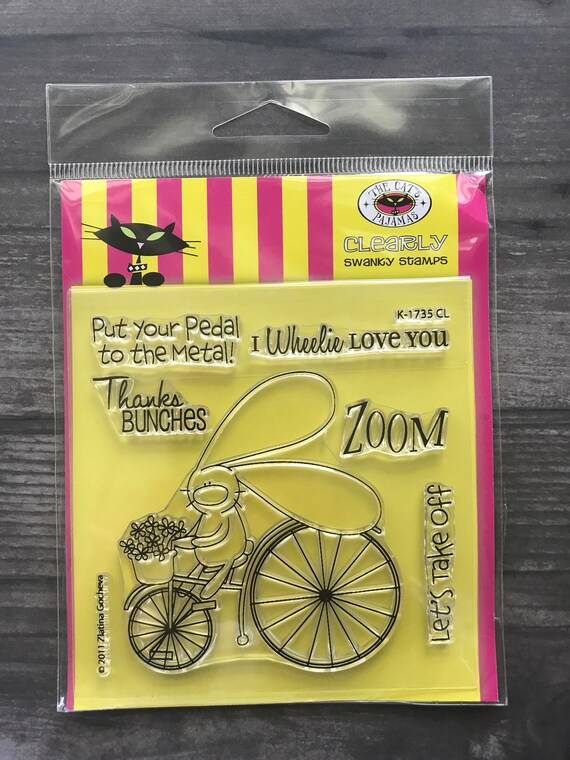 THE CAT'S
PAJAMAS
CLEARLY
SWANKY STAMPS
K-1735 CL
Put your Pedal
to the Metal!
I Wheelie LOVE YOU
Thanks
BUNCHES
ZOOM
Let's Take Off
© 2011 Zlatina Gocheva